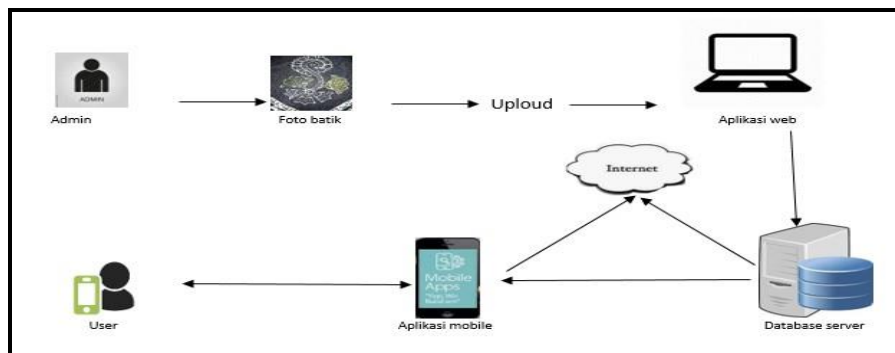 ADMIN
Admin
Foto batik
Uploud
Aplikasi web
Internet
Mobile
Apps
User
Aplikasi mobile
Database server